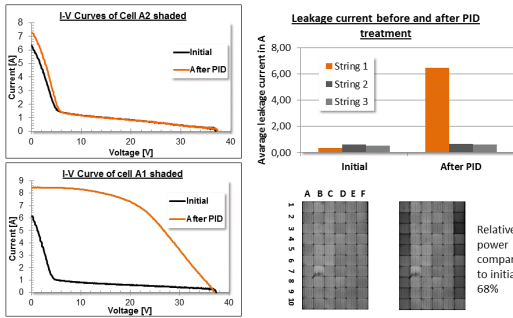 I-V Curves of Cell A2 shaded
Current [A]
8
7
6
5
4
3
2
1
0
Initial
After PID
0 10 20 30 40
Voltage [V]
I-V Curve of cell A1 shaded
Current [A]
9
8
7
6
5
4
3
2
1
0
Initial
After PID
0 10 20 30 40
Voltage [V]
Leakage current before and after PID
treatment
Avarage leakage current in A
8,00
6,00
4,00
2,00
0,00
String 1
String 2
String 3
Initial After PID
A B C D E F
1
2
3
4
5
6
7
8
9
10
Relative
power
compar
to initia
68%